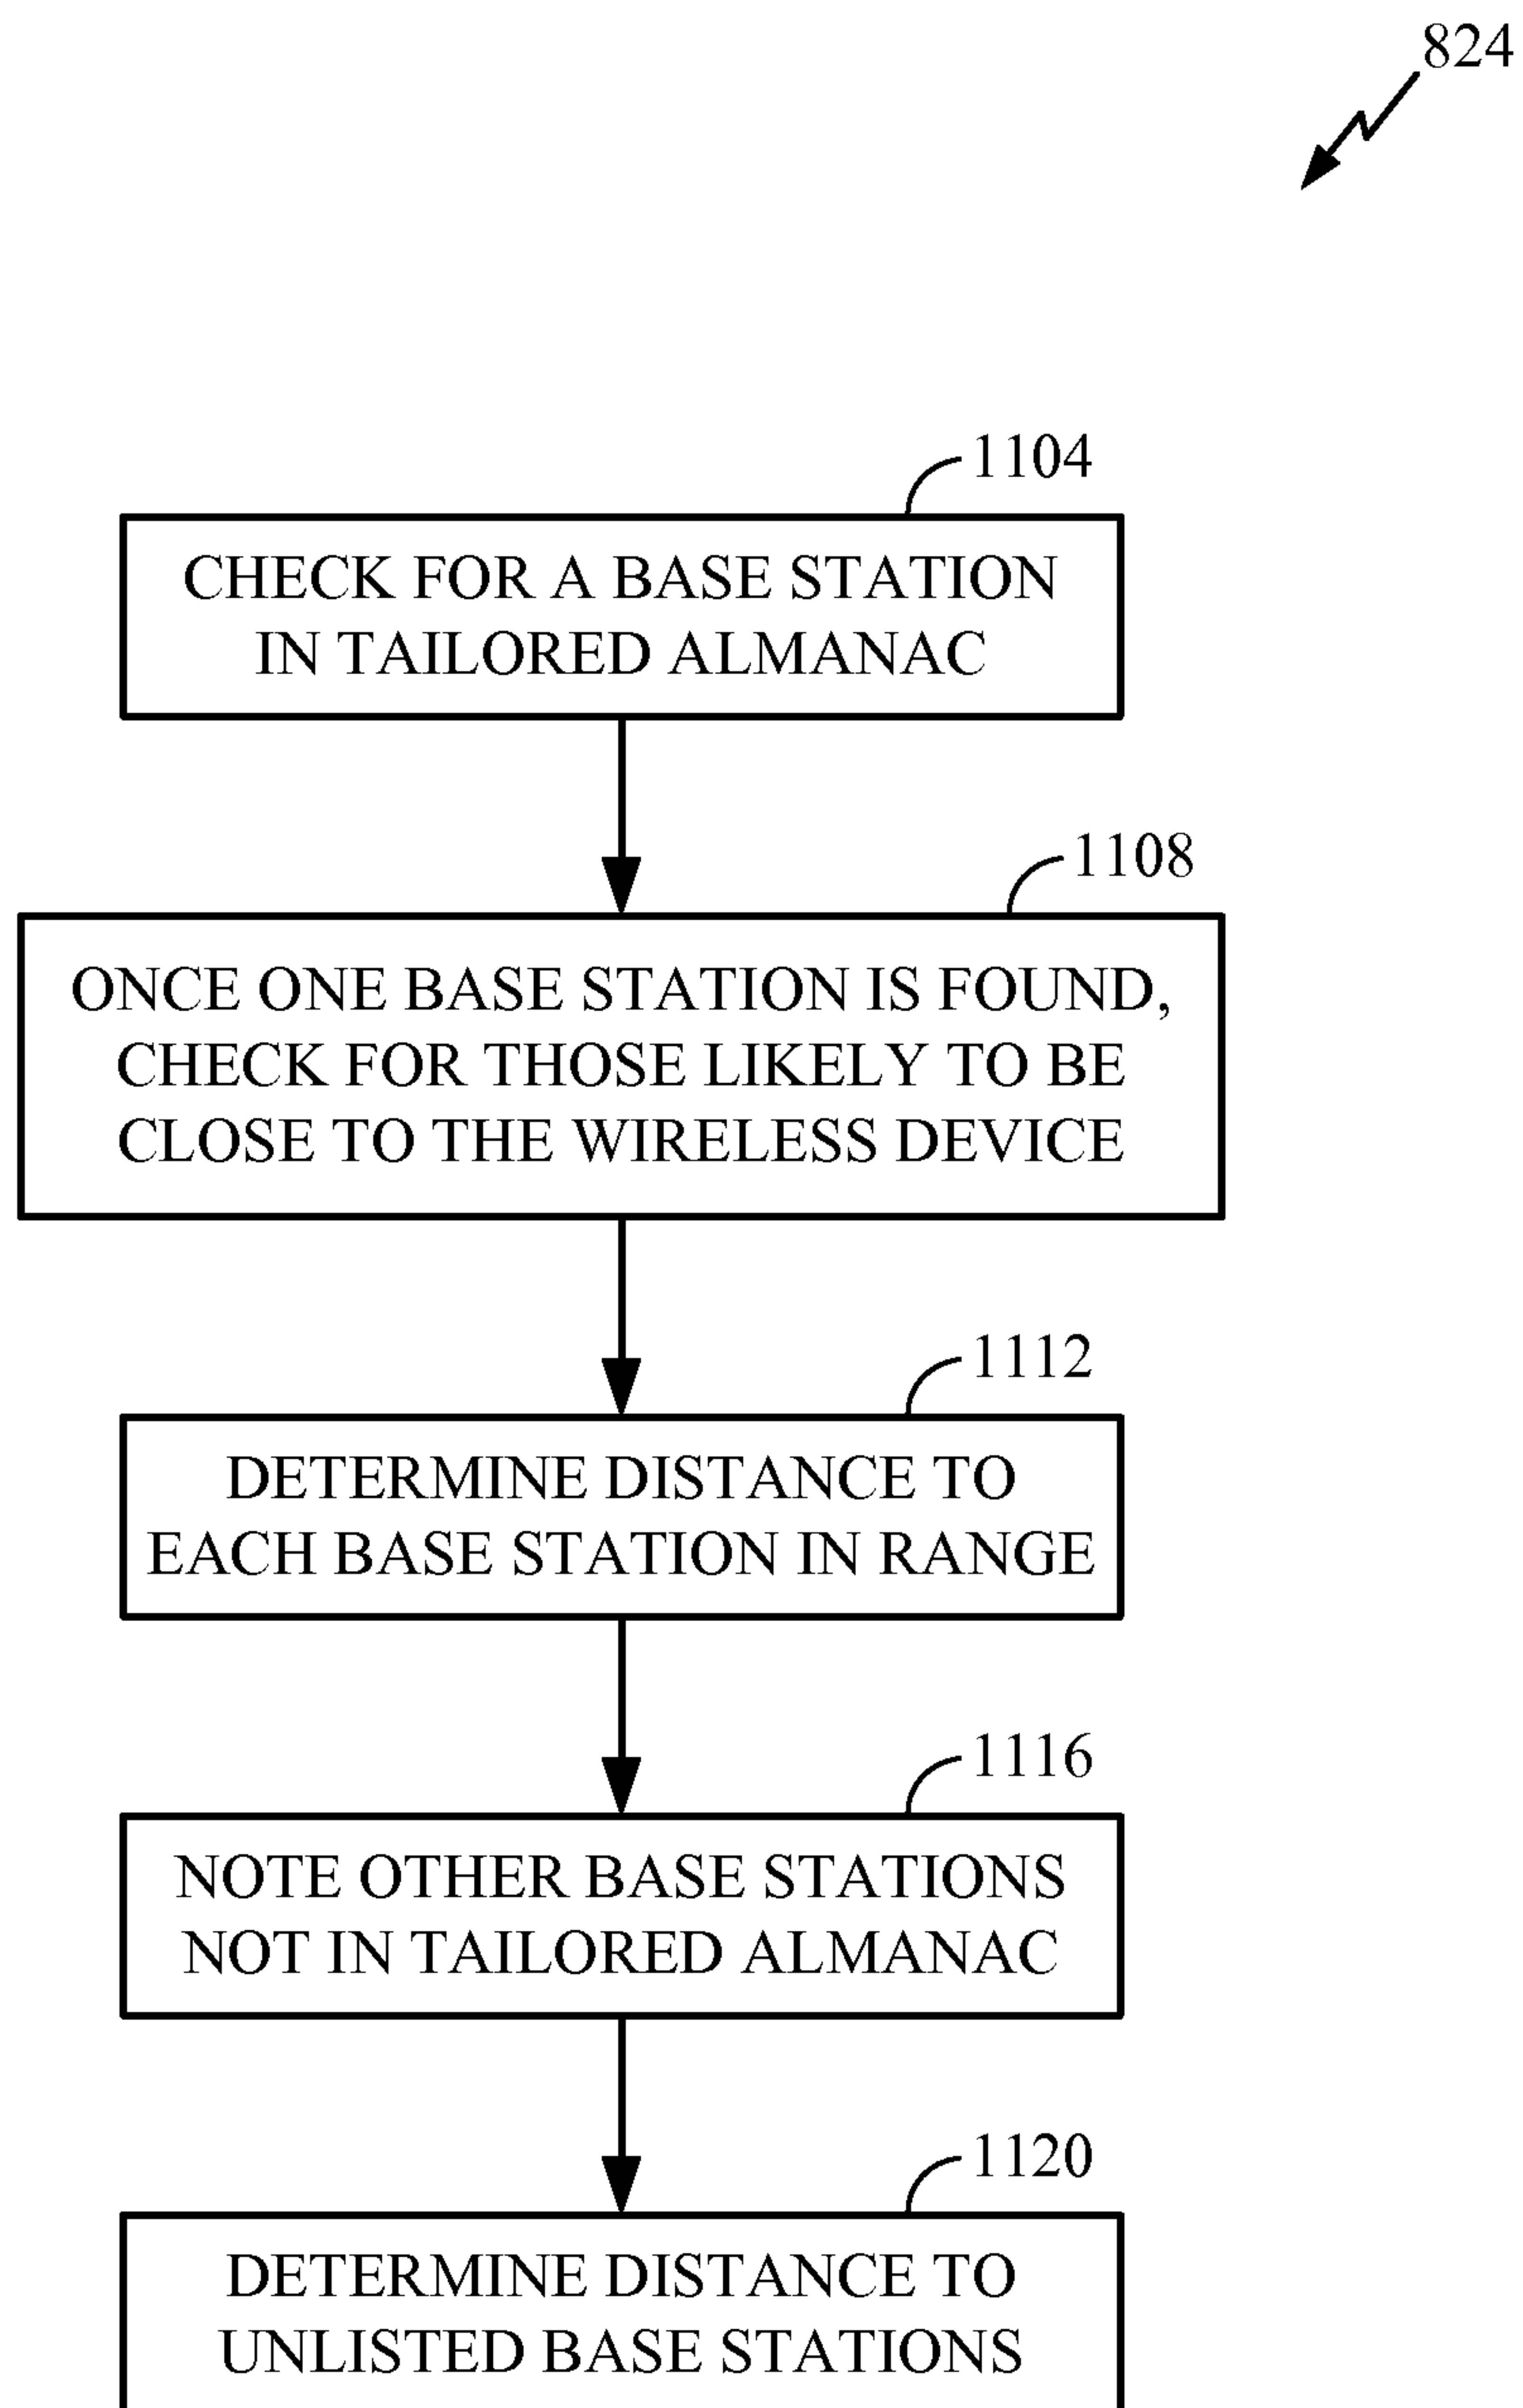 824
1104
CHECK FOR A BASE STATION
IN TAILORED ALMANAC
1108
ONCE ONE BASE STATION IS FOUND,
CHECK FOR THOSE LIKELY TO BE
CLOSE TO THE WIRELESS DEVICE
1112
DETERMINE DISTANCE TO
EACH BASE STATION IN RANGE
1116
NOTE OTHER BASE STATIONS
NOT IN TAILORED ALMANAC
1120
DETERMINE DISTANCE TO
UNLISTED BASE STATIONS